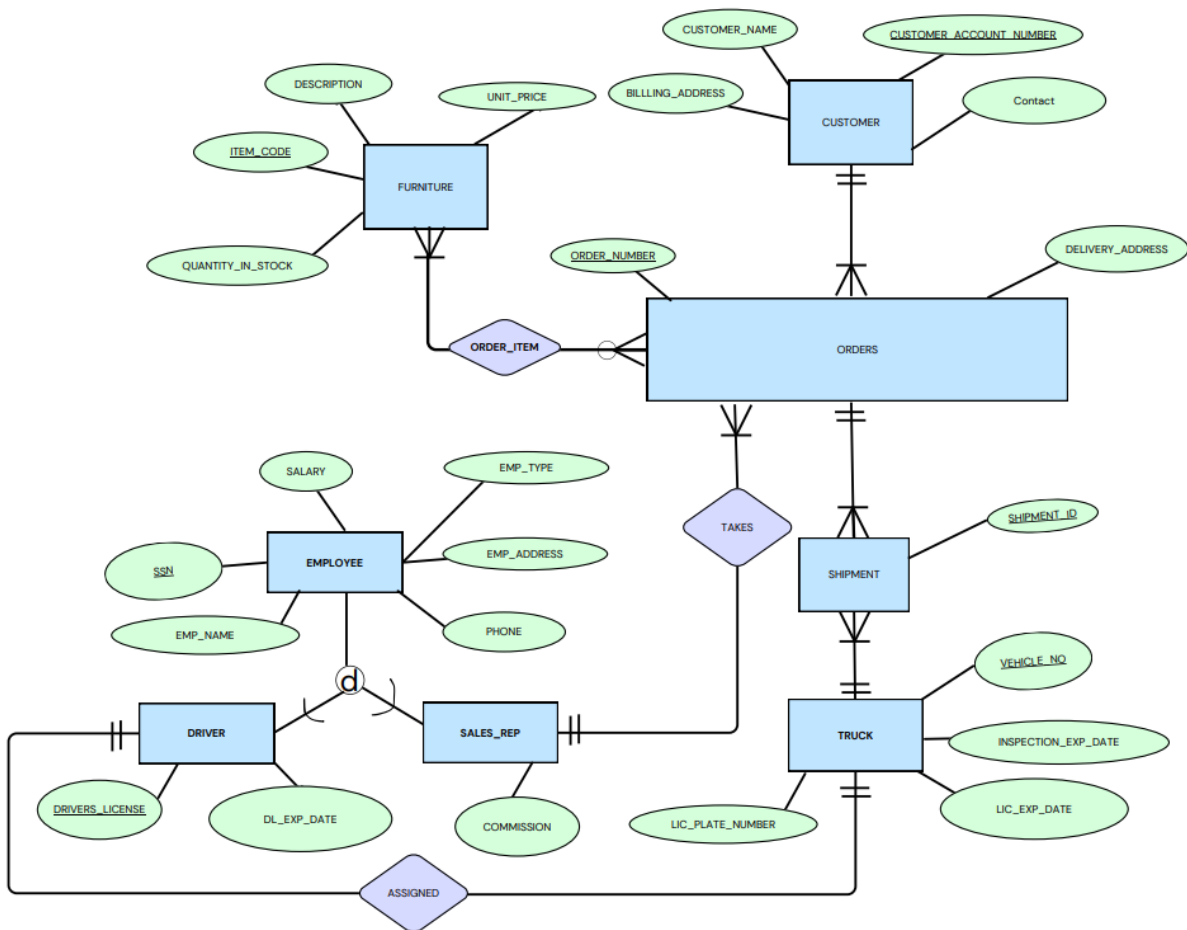 CUSTOMER_NAME
CUSTOMER_ACCOUNT_NUMBER
DESCRIPTION
UNIT_PRICE
BILLLING_ADDRESS
Contact
CUSTOMER
ITEM_CODE
FURNITURE
QUANTITY_IN_STOCK
ORDER_NUMBER
DELIVERY_ADDRESS
ORDER_ITEM
ORDERS
SALARY
EMP_TYPE
TAKES
SHIPMENT_ID
EMPLOYEE
EMP_ADDRESS
SSN
SHIPMENT
EMP_NAME
PHONE
VEHICLE_NO
d
DRIVER
SALES_REP
TRUCK
INSPECTION_EXP_DATE
DRIVERS_LICENSE
DL_EXP_DATE
COMMISSION
LIC_PLATE_NUMBER
LIC_EXP_DATE
ASSIGNED